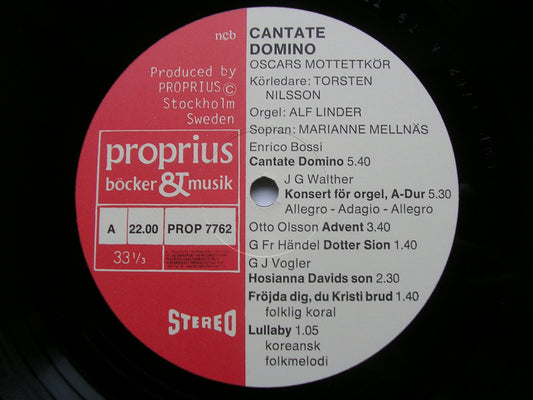 ncb
Produced by
PROPRIUS ©
Stockholm
Sweden
proprius
böcker & musik
A 22.00 PROP 7762
33 1/3
STEREO
CANTATE
DOMINO
OSCARS MOTTETTKÖR
Körledare: TORSTEN
NILSSON
Orgel: ALF LINDER
Sopran: MARIANNE MELLNÄS
Enrico Bossi
Cantate Domino 5.40
J G Walther
Konsert för orgel, A-Dur 5.30
Allegro - Adagio - Allegro
Otto Olsson Advent 3.40
G Fr Händel Dotter Sion 1.40
G J Vogler
Hosianna Davids son 2.30
Fröjda dig, du Kristi brud 1.40
folklig koral
Lullaby 1.05
koreansk
folkmelodi